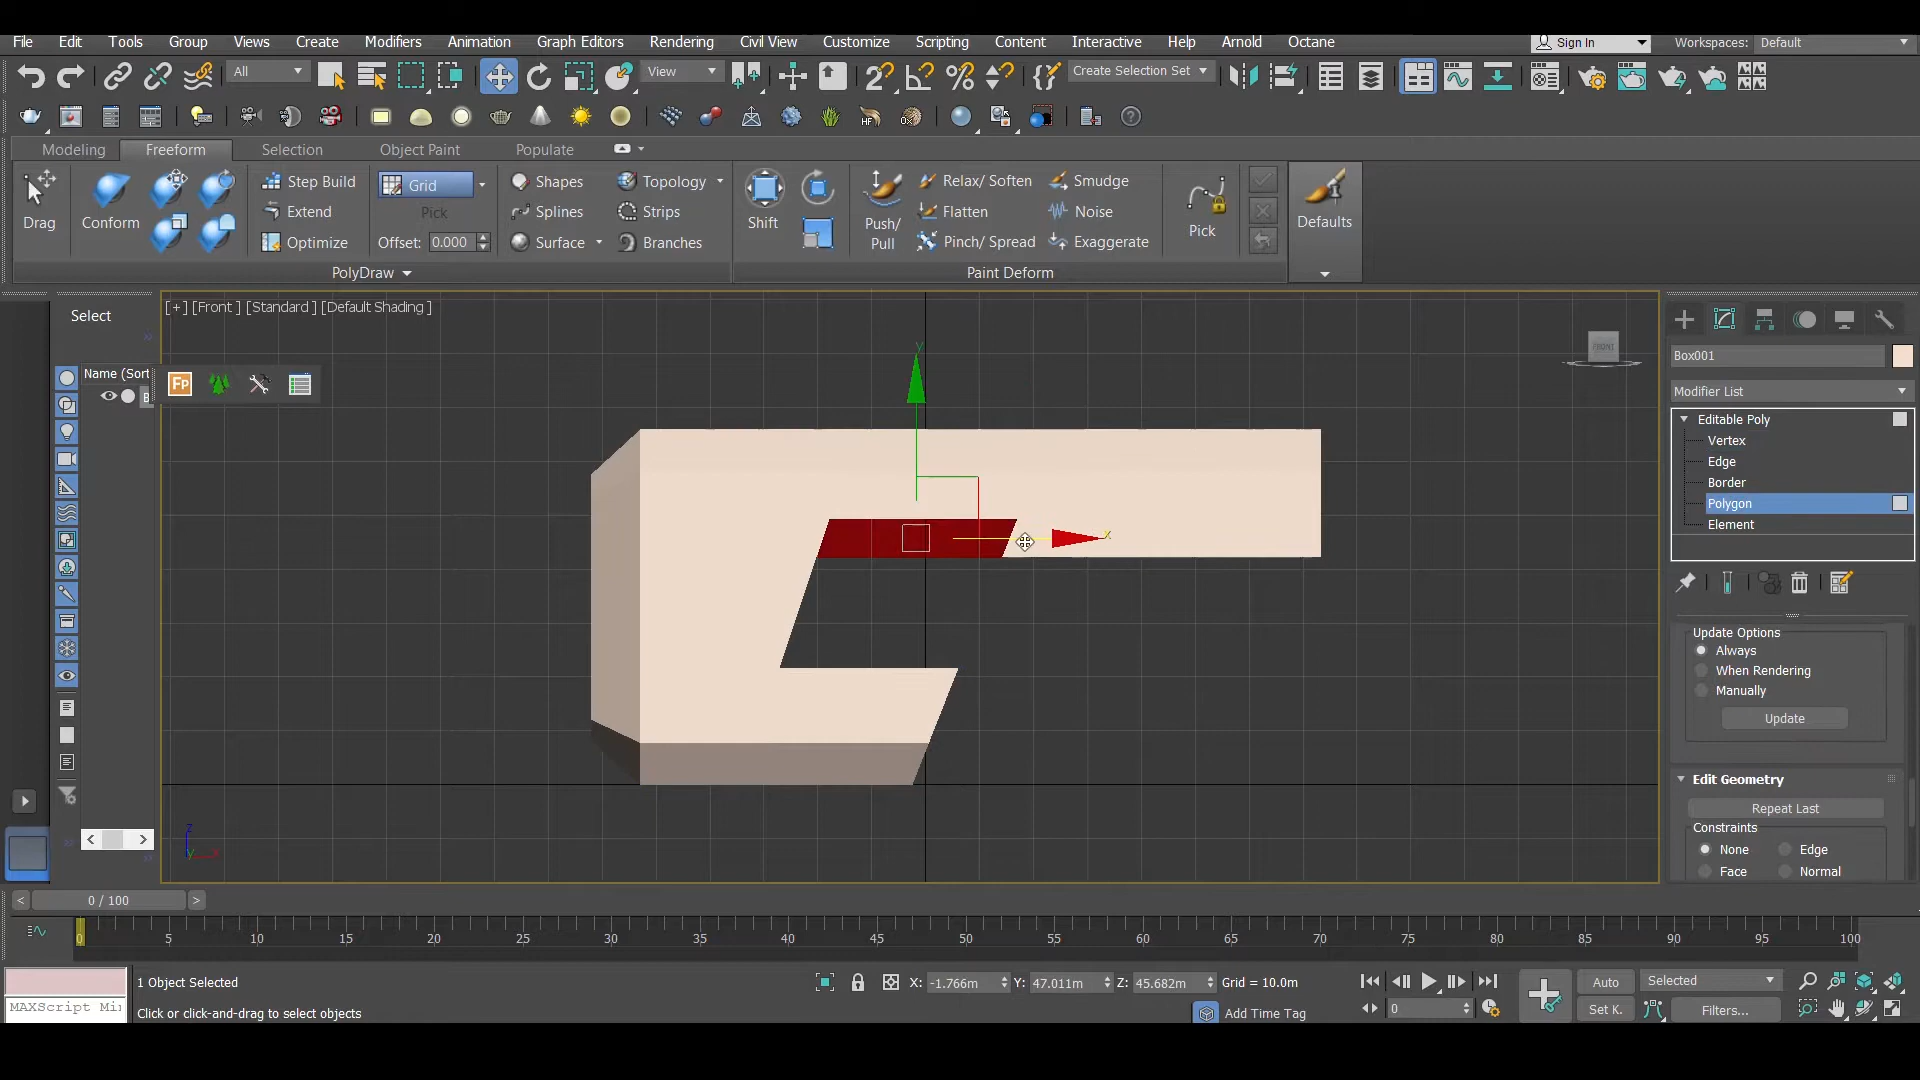 File Edit Tools Group Views Create Modifiers Animation Graph Editors Rendering Civil View Customize Scripting Content Interactive Help Arnold Octane Sign In Workspaces: Default
All View Create Selection Set
Modeling Freeform Selection Object Paint Populate
Drag
Conform
Step Build
Extend
Optimize
Grid
Pick
Offset: 0.000
Shapes
Splines
Surface
Topology
Strips
Branches
PolyDraw
Shift
Push/
Pull
Relax/Soften
Flatten
Pinch/Spread
Smudge
Noise
Exaggerate
Pick
Paint Deform
Defaults
Select
Name (Sort
[+] [Front ] [Standard ] [Default Shading ]
Fp
y
x
FRONT
z
x
y
Box001
Modifier List
Editable Poly
Vertex
Edge
Border
Polygon
Element
Update Options
Always
When Rendering
Manually
Update
Edit Geometry
Repeat Last
Constraints
None Edge
Face Normal
0 / 100
0 5 10 15 20 25 30 35 40 45 50 55 60 65 70 75 80 85 90 95 100
1 Object Selected X: -1.766m Y: 47.011m Z: 45.682m Grid = 10.0m Auto Selected
MAXScript Mi
Click or click-and-drag to select objects Add Time Tag 0 Set K. Filters...